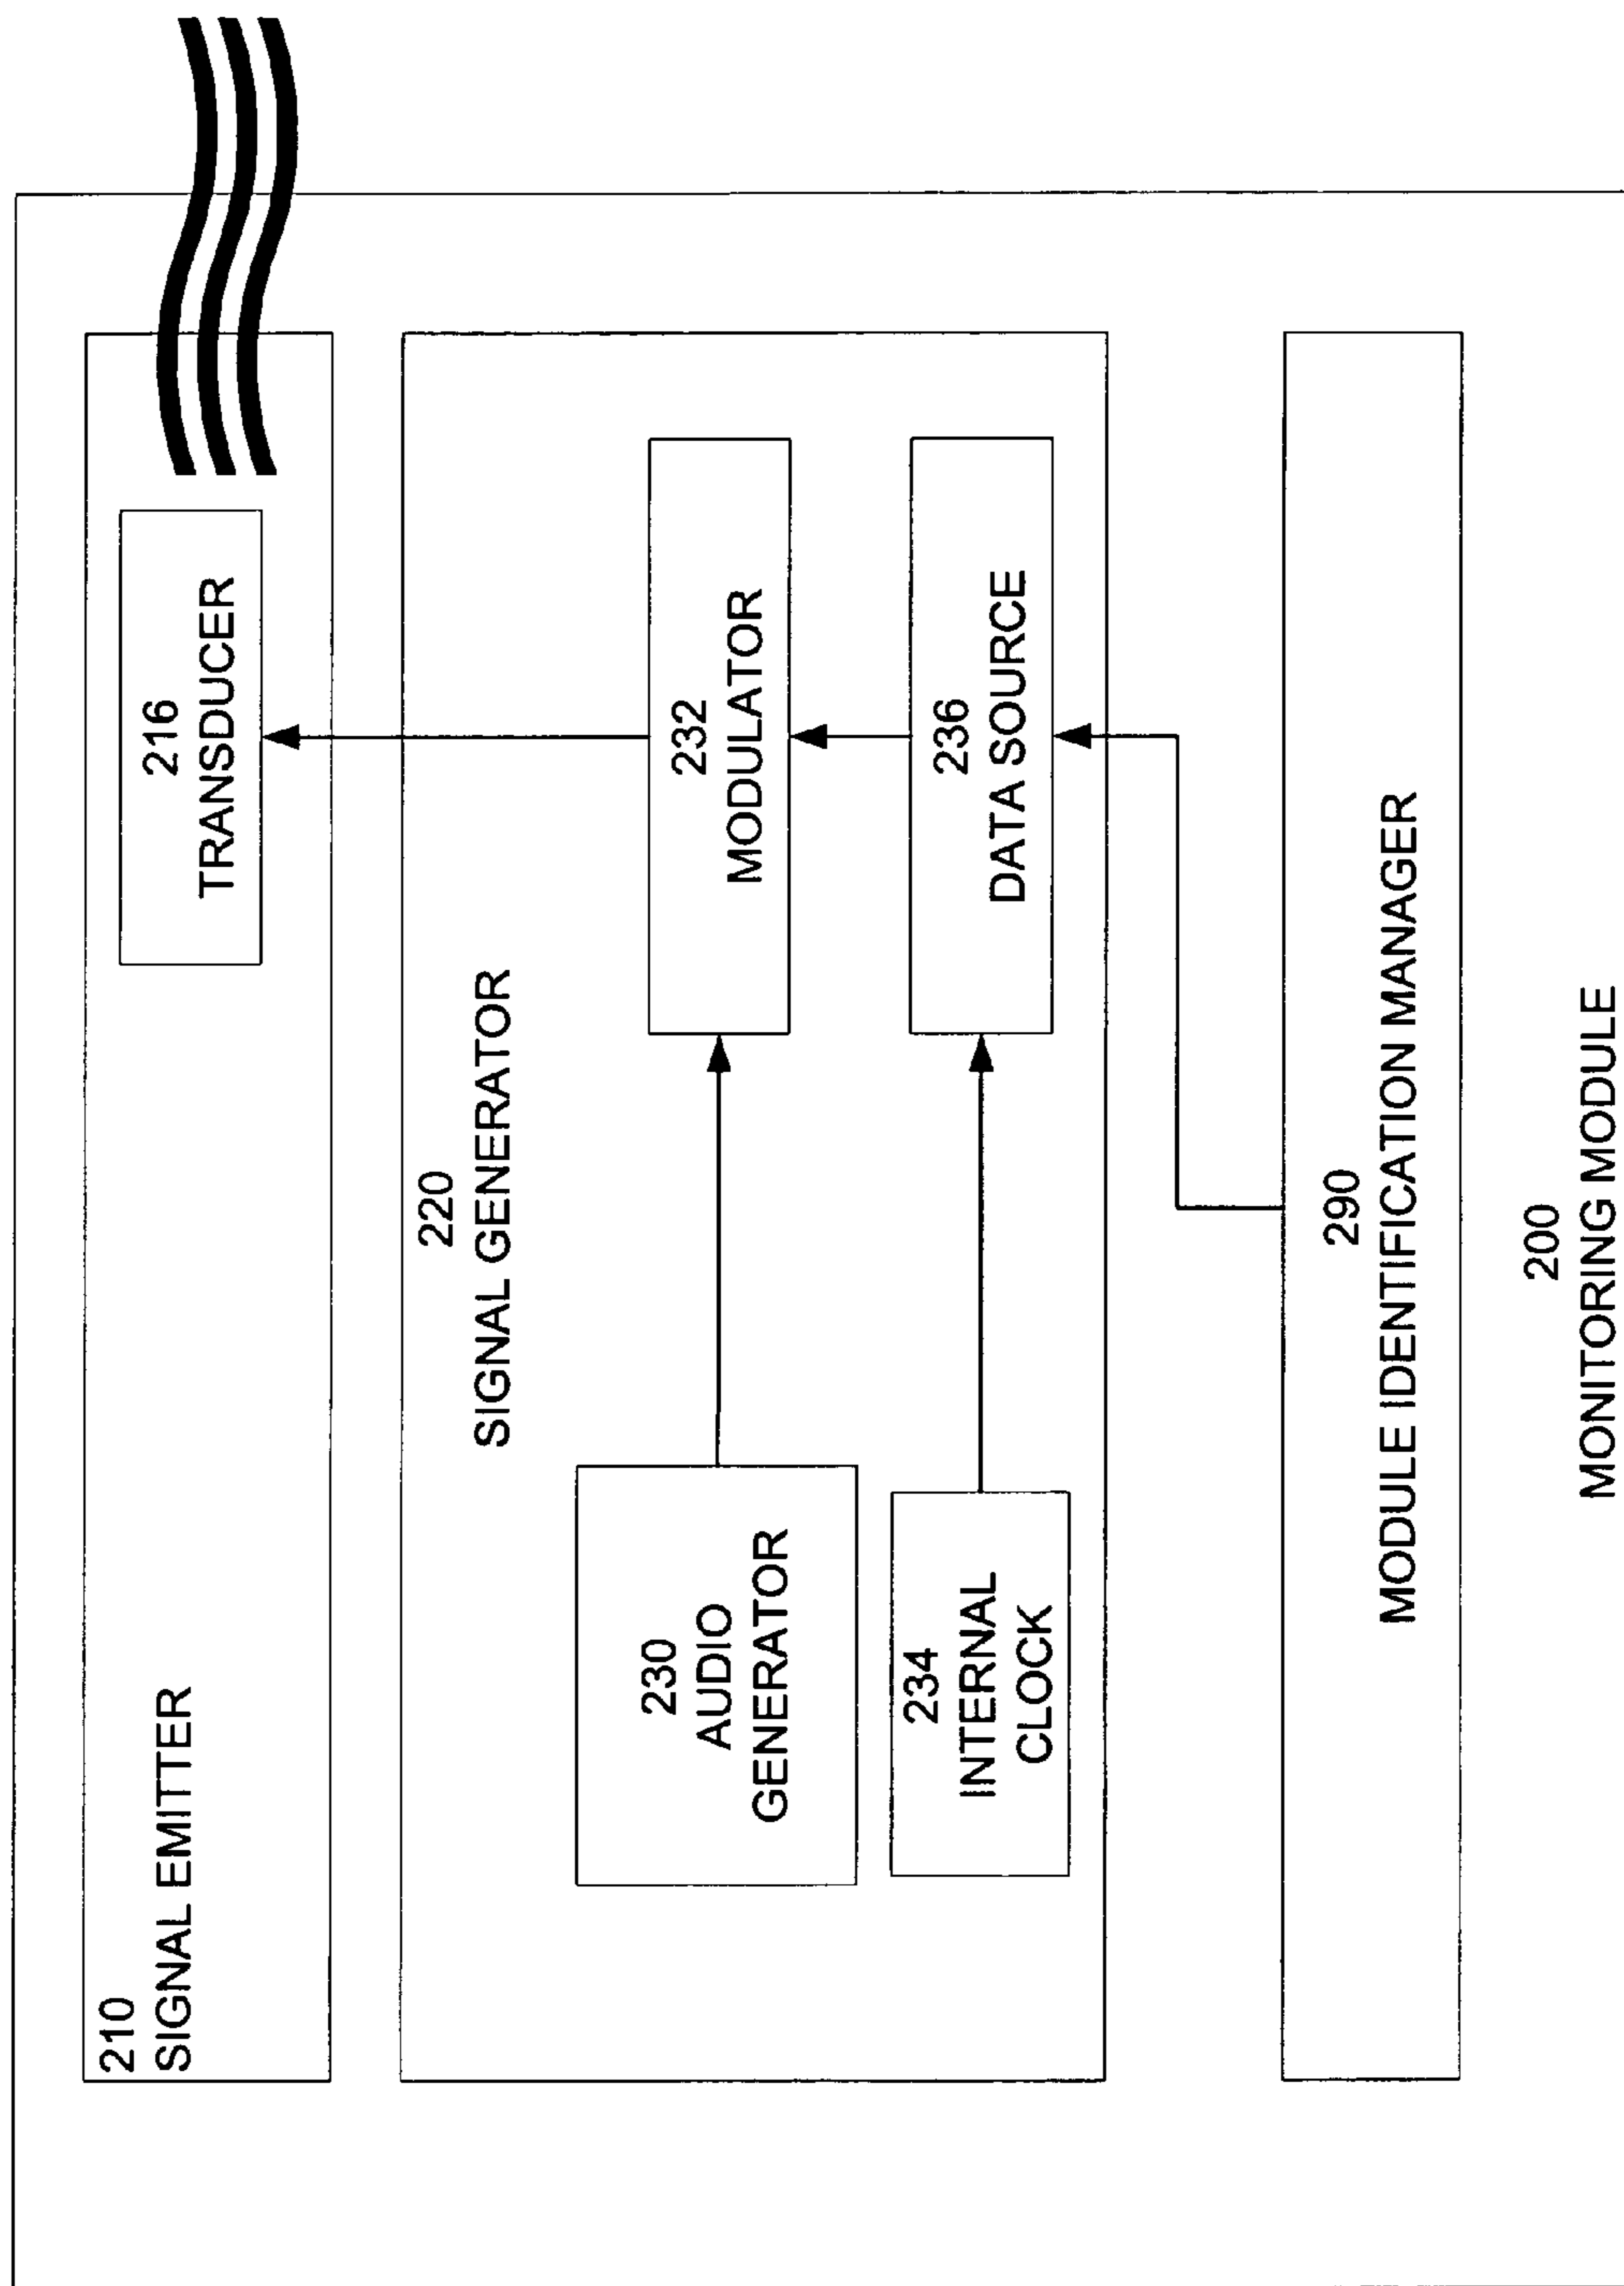 210
SIGNAL EMITTER
216
TRANSDUCER
220
SIGNAL GENERATOR
230
AUDIO
GENERATOR
232
MODULATOR
234
INTERNAL
CLOCK
236
DATA SOURCE
290
MODULE IDENTIFICATION MANAGER
200
MONITORING MODULE